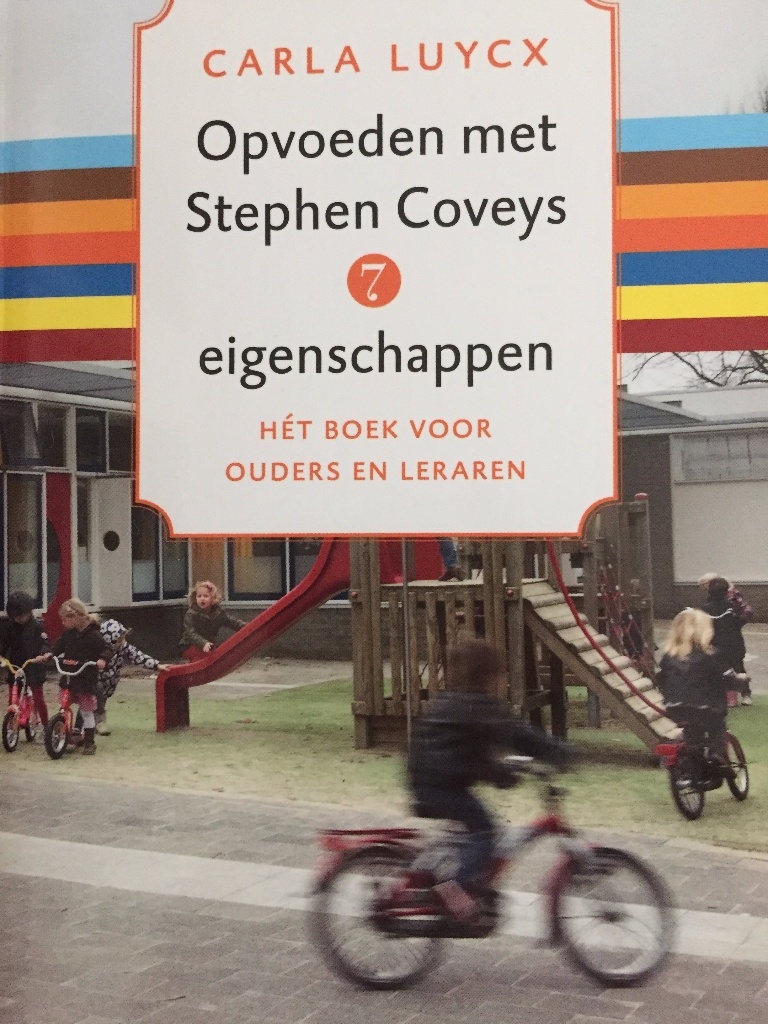 CARLA LUYCX
Opvoeden met
Stephen Coveys
7
eigenschappen
HÉT BOEK VOOR
OUDERS EN LERAREN